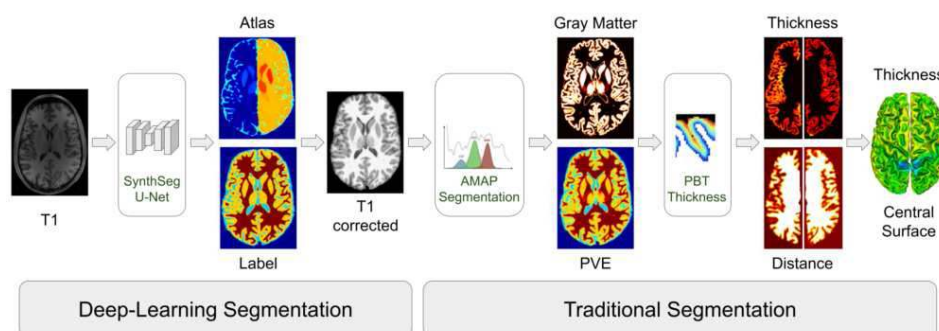 Atlas
Gray Matter
Thickness
Thickness
SynthSeg
U-Net
AMAP
Segmentation
PBT
Thickness
T1
T1
corrected
Central
Surface
Label
PVE
Distance
Deep-Learning Segmentation
Traditional Segmentation